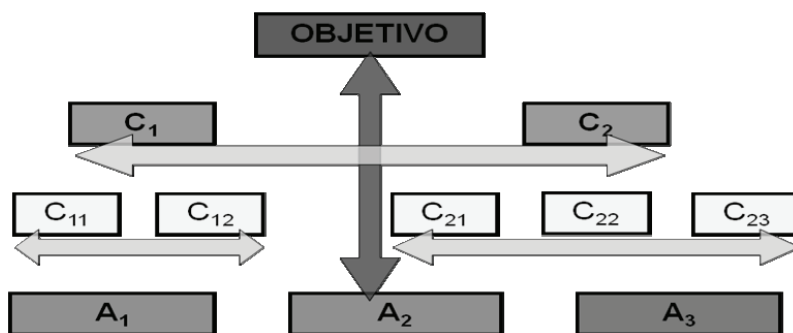 OBJETIVO
C₁ C₂
C₁₁ C₁₂ C₂₁ C₂₂ C₂₃
A₁ A₂ A₃